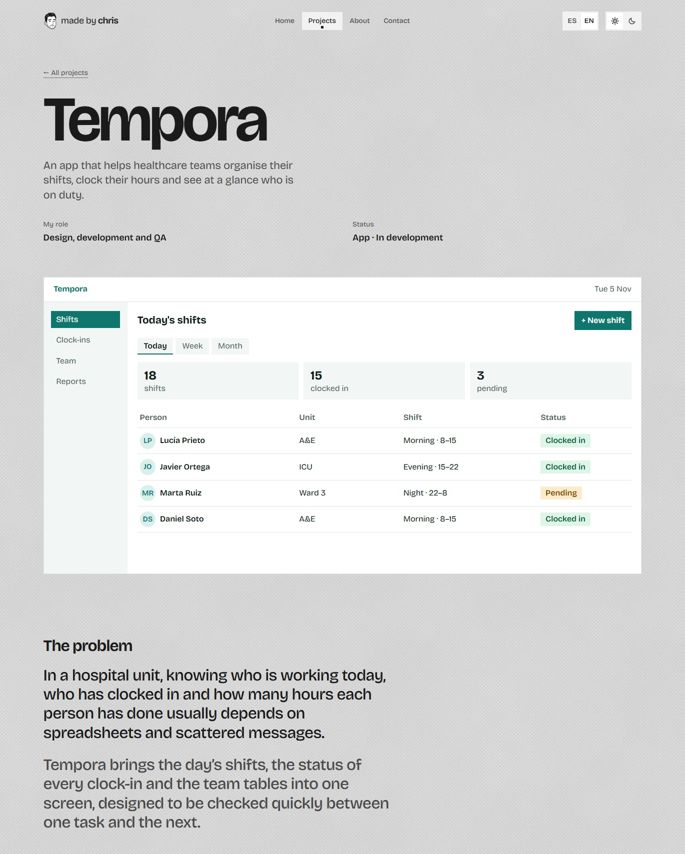 made by chris
Home Projects About Contact
ES EN
← All projects
Tempora
An app that helps healthcare teams organise their
shifts, clock their hours and see at a glance who is
on duty.
My role
Design, development and QA
Status
App · In development
Tempora
Tue 5 Nov
Shifts
Clock-ins
Team
Reports
Today's shifts
+ New shift
Today Week Month
18
shifts
15
clocked in
3
pending
Person Unit Shift Status
LP Lucía Prieto A&E Morning · 8–15 Clocked in
JO Javier Ortega ICU Evening · 15–22 Clocked in
MR Marta Ruiz Ward 3 Night · 22–8 Pending
DS Daniel Soto A&E Morning · 8–15 Clocked in
The problem
In a hospital unit, knowing who is working today,
who has clocked in and how many hours each
person has done usually depends on
spreadsheets and scattered messages.
Tempora brings the day's shifts, the status of
every clock-in and the team tables into one
screen, designed to be checked quickly between
one task and the next.